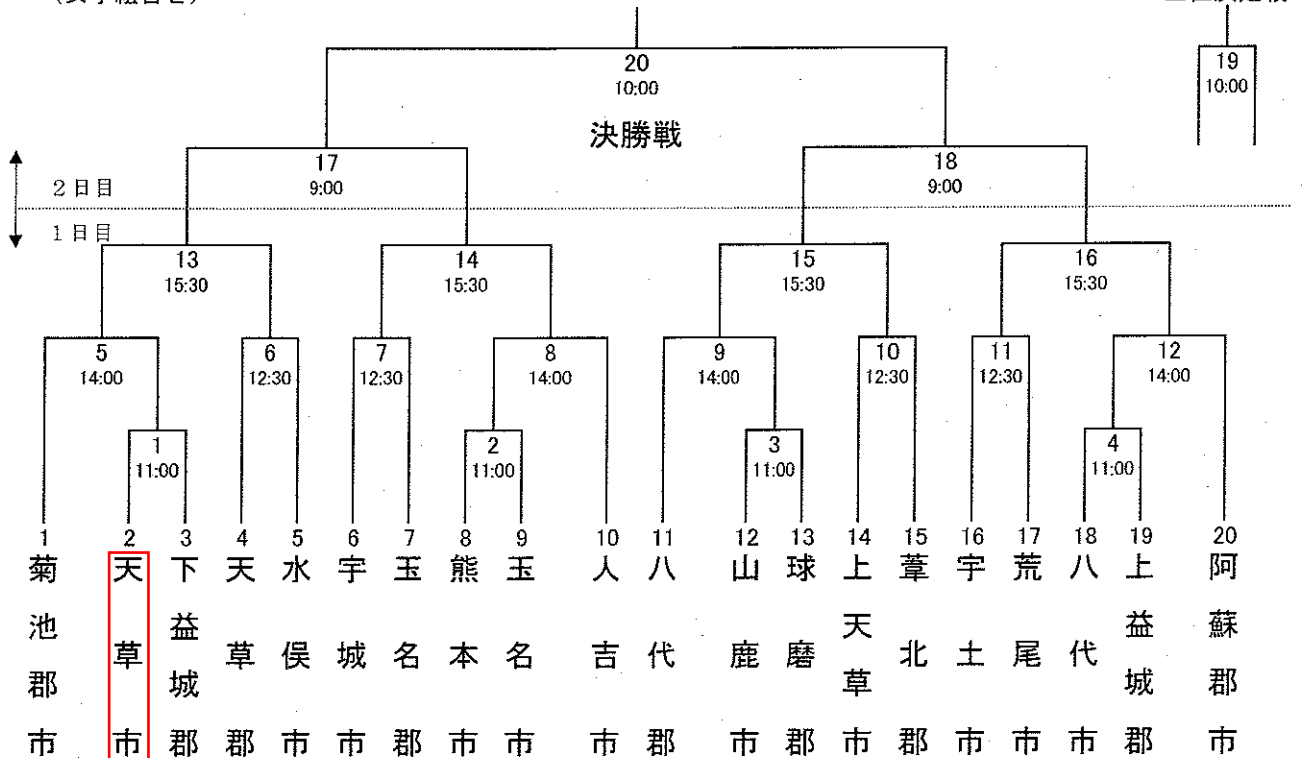 20
10:00
決勝戦
19
10:00
17
9:00
18
9:00
2日目
1日目
13
15:30
14
15:30
15
15:30
16
15:30
5
14:00
6
12:30
7
12:30
8
14:00
9
14:00
10
12:30
11
12:30
12
14:00
1
11:00
2
11:00
3
11:00
4
11:00
1
菊池郡市
2
天草市
3
下益城郡
4
天草郡
5
水俣市
6
宇城市
7
玉名郡
8
熊本市
9
玉名市
10
人吉市
11
八代郡
12
山鹿市
13
球磨郡
14
上天草市
15
葦北郡
16
宇土市
17
荒尾市
18
八代市
19
上益城郡
20
阿蘇郡市